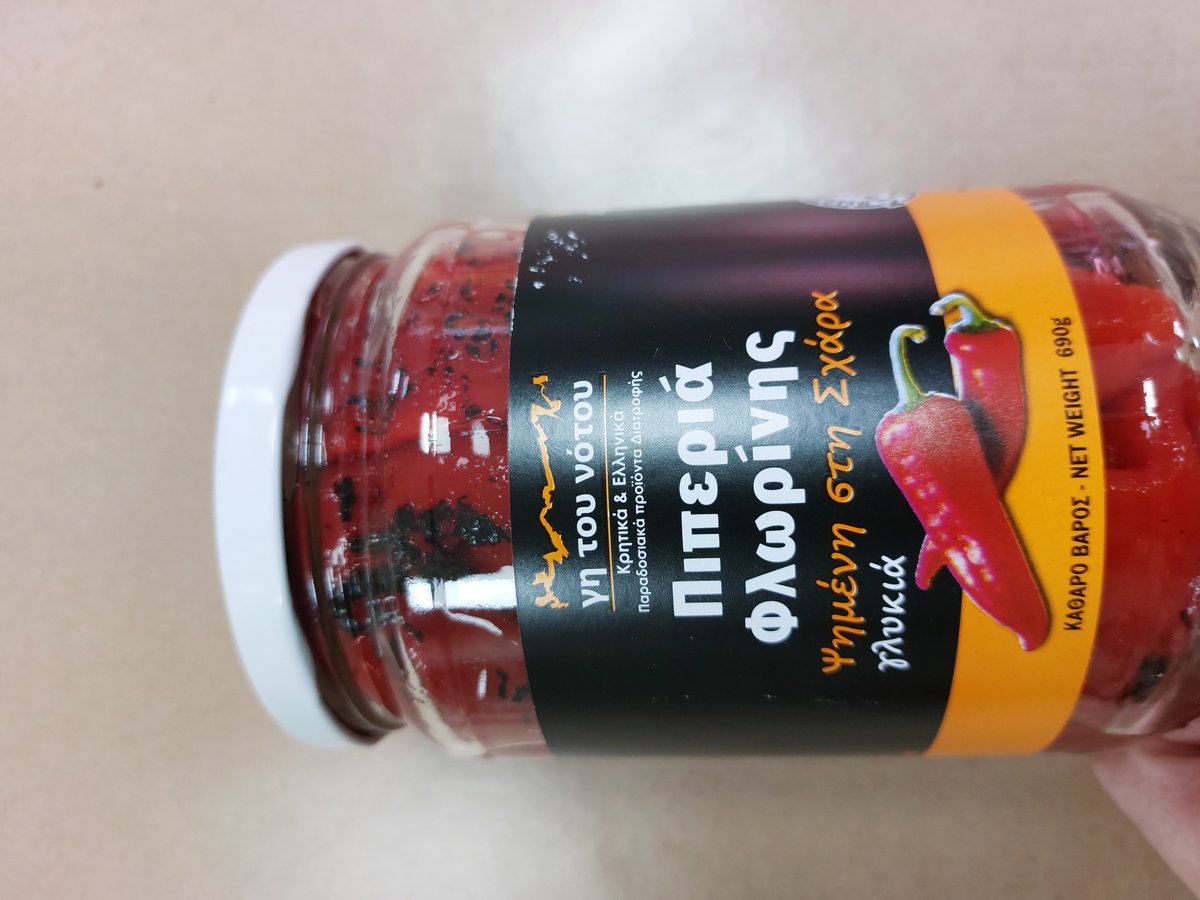 γη του νότου
Κρητικά & Ελληνικά
Παραδοσιακά προϊόντα Διατροφής
Πιπεριά
Φλωρίνης
Ψημένη στη Σχάρα
γλυκιά
ΚΑΘΑΡΟ ΒΑΡΟΣ - NET WEIGHT 690g